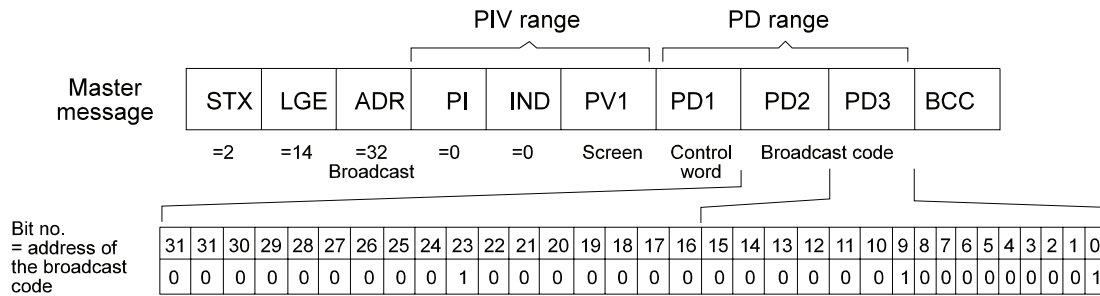 PIV range PD range
Master message STX LGE ADR PI IND PV1 PD1 PD2 PD3 BCC
=2 =14 =32 =0 =0 Screen Control Broadcast code
Broadcast word
Bit no.
= address of 31 31 30 29 28 27 26 25 24 23 22 21 20 19 18 17 16 15 14 13 12 11 10 9 8 7 6 5 4 3 2 1 0
the broadcast 0 0 0 0 0 0 0 0 0 1 0 0 0 0 0 0 0 0 0 0 0 0 0 1 0 0 0 0 0 0 0 0 1
code